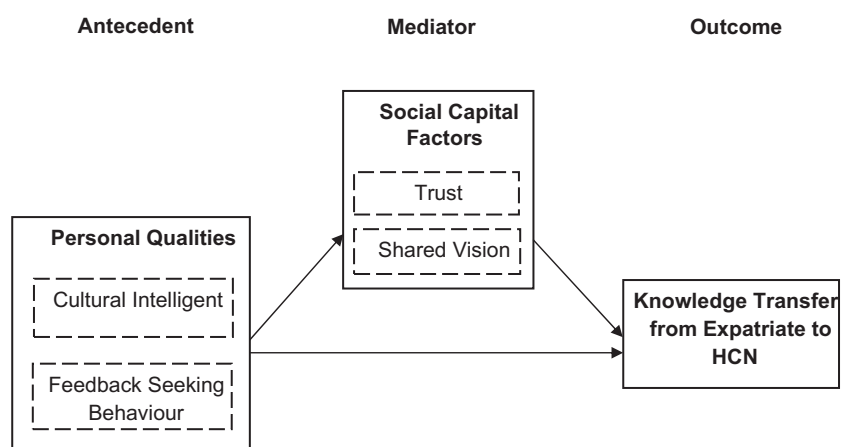 Antecedent
Mediator
Outcome
Social Capital
Factors
Trust
Shared Vision
Personal Qualities
Cultural Intelligent
Feedback Seeking
Behaviour
Knowledge Transfer
from Expatriate to
HCN